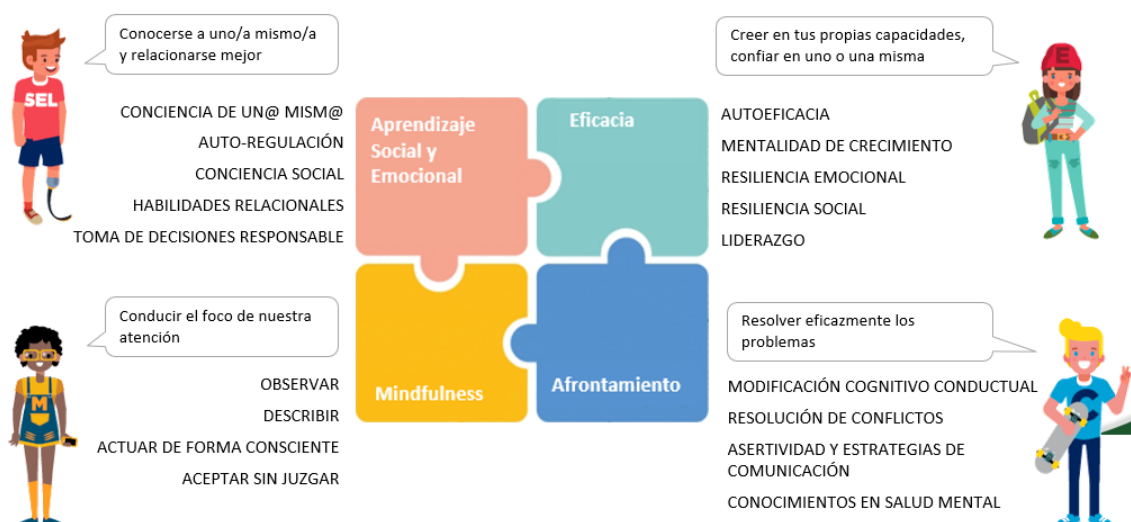 Conocerse a uno/a mismo/a
y relacionarse mejor
SEL
CONCIENCIA DE UN@ MISM@
AUTO-REGULACIÓN
CONCIENCIA SOCIAL
HABILIDADES RELACIONALES
TOMA DE DECISIONES RESPONSABLE
Aprendizaje
Social y
Emocional
Eficacia
Creer en tus propias capacidades,
confiar en uno o una misma
E
AUTOEFICACIA
MENTALIDAD DE CRECIMIENTO
RESILIENCIA EMOCIONAL
RESILIENCIA SOCIAL
LIDERAZGO
Conducir el foco de nuestra
atención
M
OBSERVAR
DESCRIBIR
ACTUAR DE FORMA CONSCIENTE
ACEPTAR SIN JUZGAR
Mindfulness
Afrontamiento
Resolver eficazmente los
problemas
C
MODIFICACIÓN COGNITIVO CONDUCTUAL
RESOLUCIÓN DE CONFLICTOS
ASERTIVIDAD Y ESTRATEGIAS DE
COMUNICACIÓN
CONOCIMIENTOS EN SALUD MENTAL